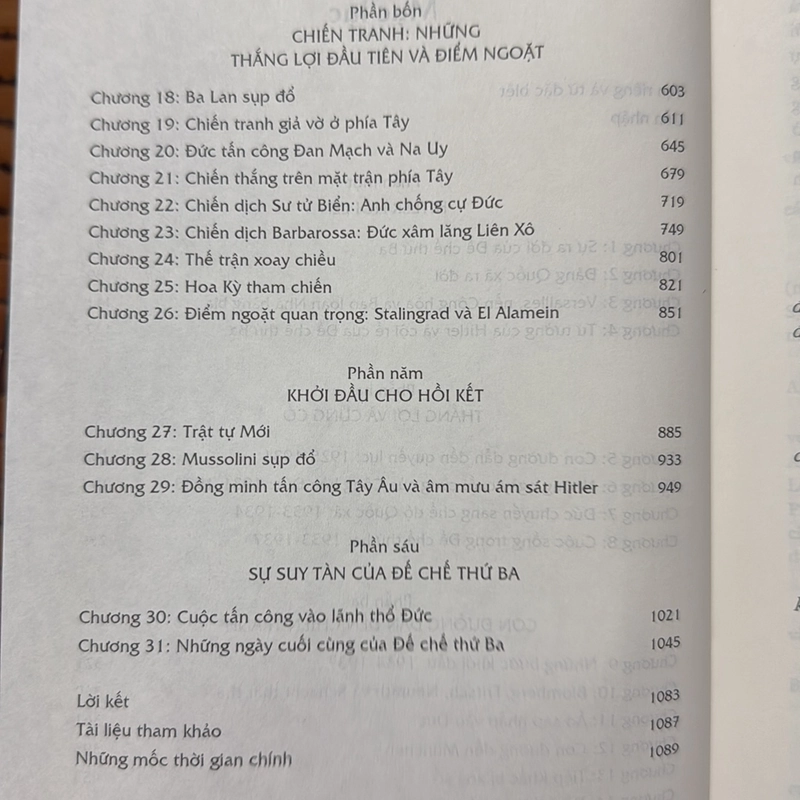 Phần bốn
CHIẾN TRANH: NHỮNG
THẮNG LỢI ĐẦU TIÊN VÀ ĐIỂM NGOẶT
Chương 18: Ba Lan sụp đổ 603
Chương 19: Chiến tranh giả vờ ở phía Tây 611
Chương 20: Đức tấn công Đan Mạch và Na Uy 645
Chương 21: Chiến thắng trên mặt trận phía Tây 679
Chương 22: Chiến dịch Sư tử Biển: Anh chống cự Đức 719
Chương 23: Chiến dịch Barbarossa: Đức xâm lăng Liên Xô 749
Chương 24: Thế trận xoay chiều 801
Chương 25: Hoa Kỳ tham chiến 821
Chương 26: Điểm ngoặt quan trọng: Stalingrad và El Alamein 851
Phần năm
KHỞI ĐẦU CHO HỒI KẾT
Chương 27: Trật tự Mới 885
Chương 28: Mussolini sụp đổ 933
Chương 29: Đồng minh tấn công Tây Âu và âm mưu ám sát Hitler 949
Phần sáu
SỰ SUY TÀN CỦA ĐẾ CHẾ THỨ BA
Chương 30: Cuộc tấn công vào lãnh thổ Đức 1021
Chương 31: Những ngày cuối cùng của Đế chế thứ Ba 1045
Lời kết 1083
Tài liệu tham khảo 1087
Những mốc thời gian chính 1089